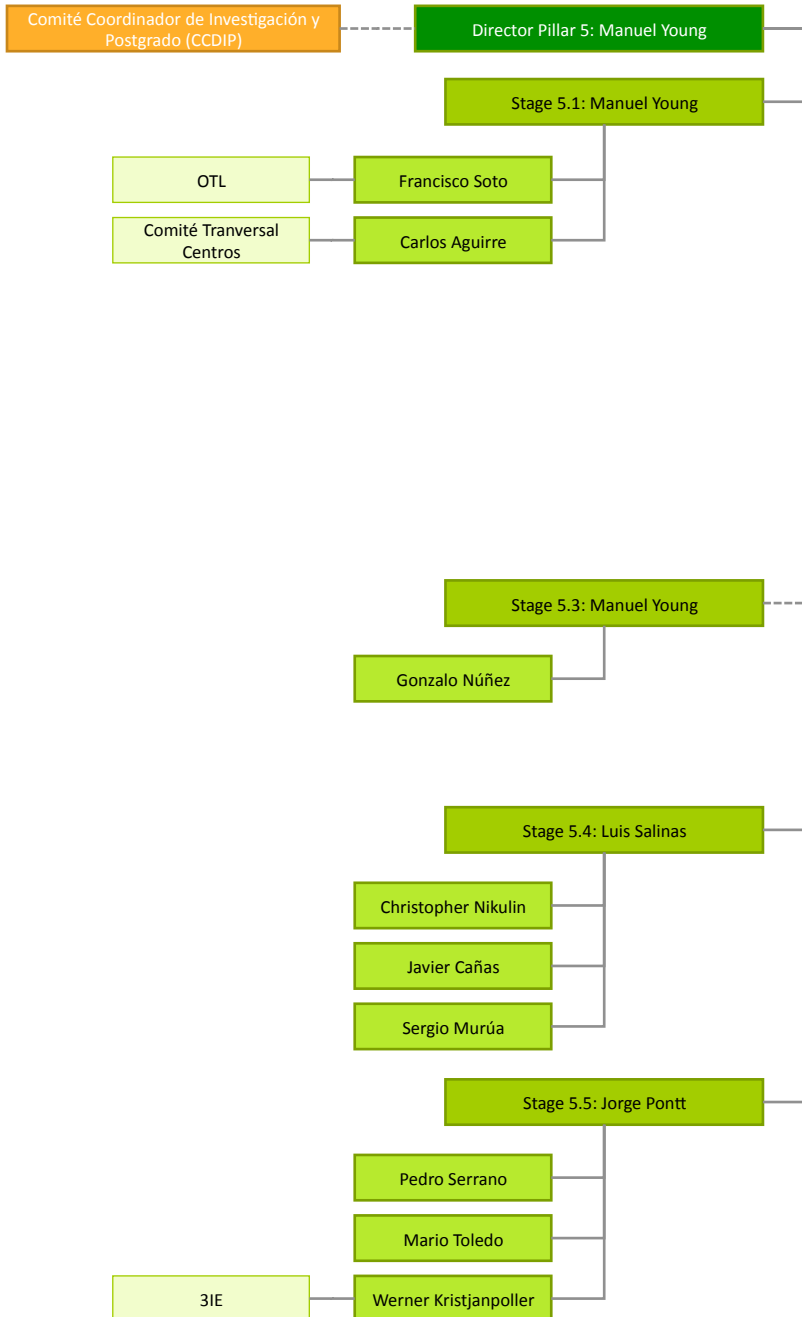 Comité Coordinador de Investigación y
Postgrado (CCDIP)
Director Pillar 5: Manuel Young
Stage 5.1: Manuel Young
OTL
Francisco Soto
Comité Tranversal
Centros
Carlos Aguirre
Stage 5.3: Manuel Young
Gonzalo Núñez
Stage 5.4: Luis Salinas
Christopher Nikulin
Javier Cañas
Sergio Murúa
Stage 5.5: Jorge Pontt
Pedro Serrano
Mario Toledo
3IE
Werner Kristjanpoller